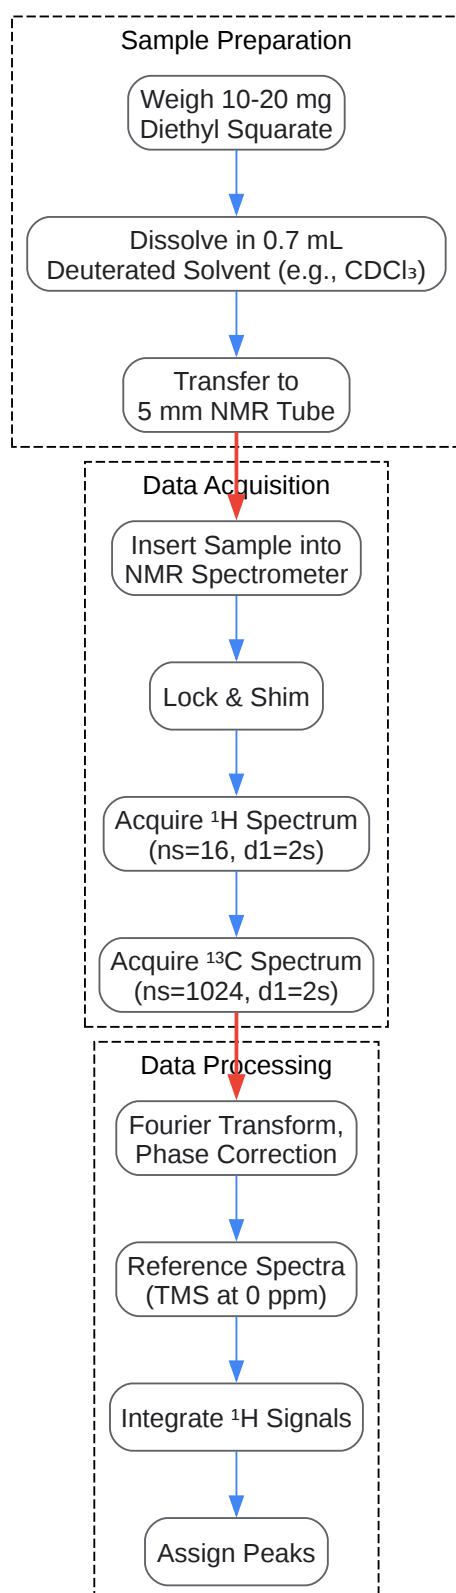 Sample Preparation
Weigh 10-20 mg
Diethyl Squarate
Dissolve in 0.7 mL
Deuterated Solvent (e.g., CDCl₃)
Transfer to
5 mm NMR Tube
Data Acquisition
Insert Sample into
NMR Spectrometer
Lock & Shim
Acquire ¹H Spectrum
(ns=16, d1=2s)
Acquire ¹³C Spectrum
(ns=1024, d1=2s)
Data Processing
Fourier Transform,
Phase Correction
Reference Spectra
(TMS at 0 ppm)
Integrate ¹H Signals
Assign Peaks